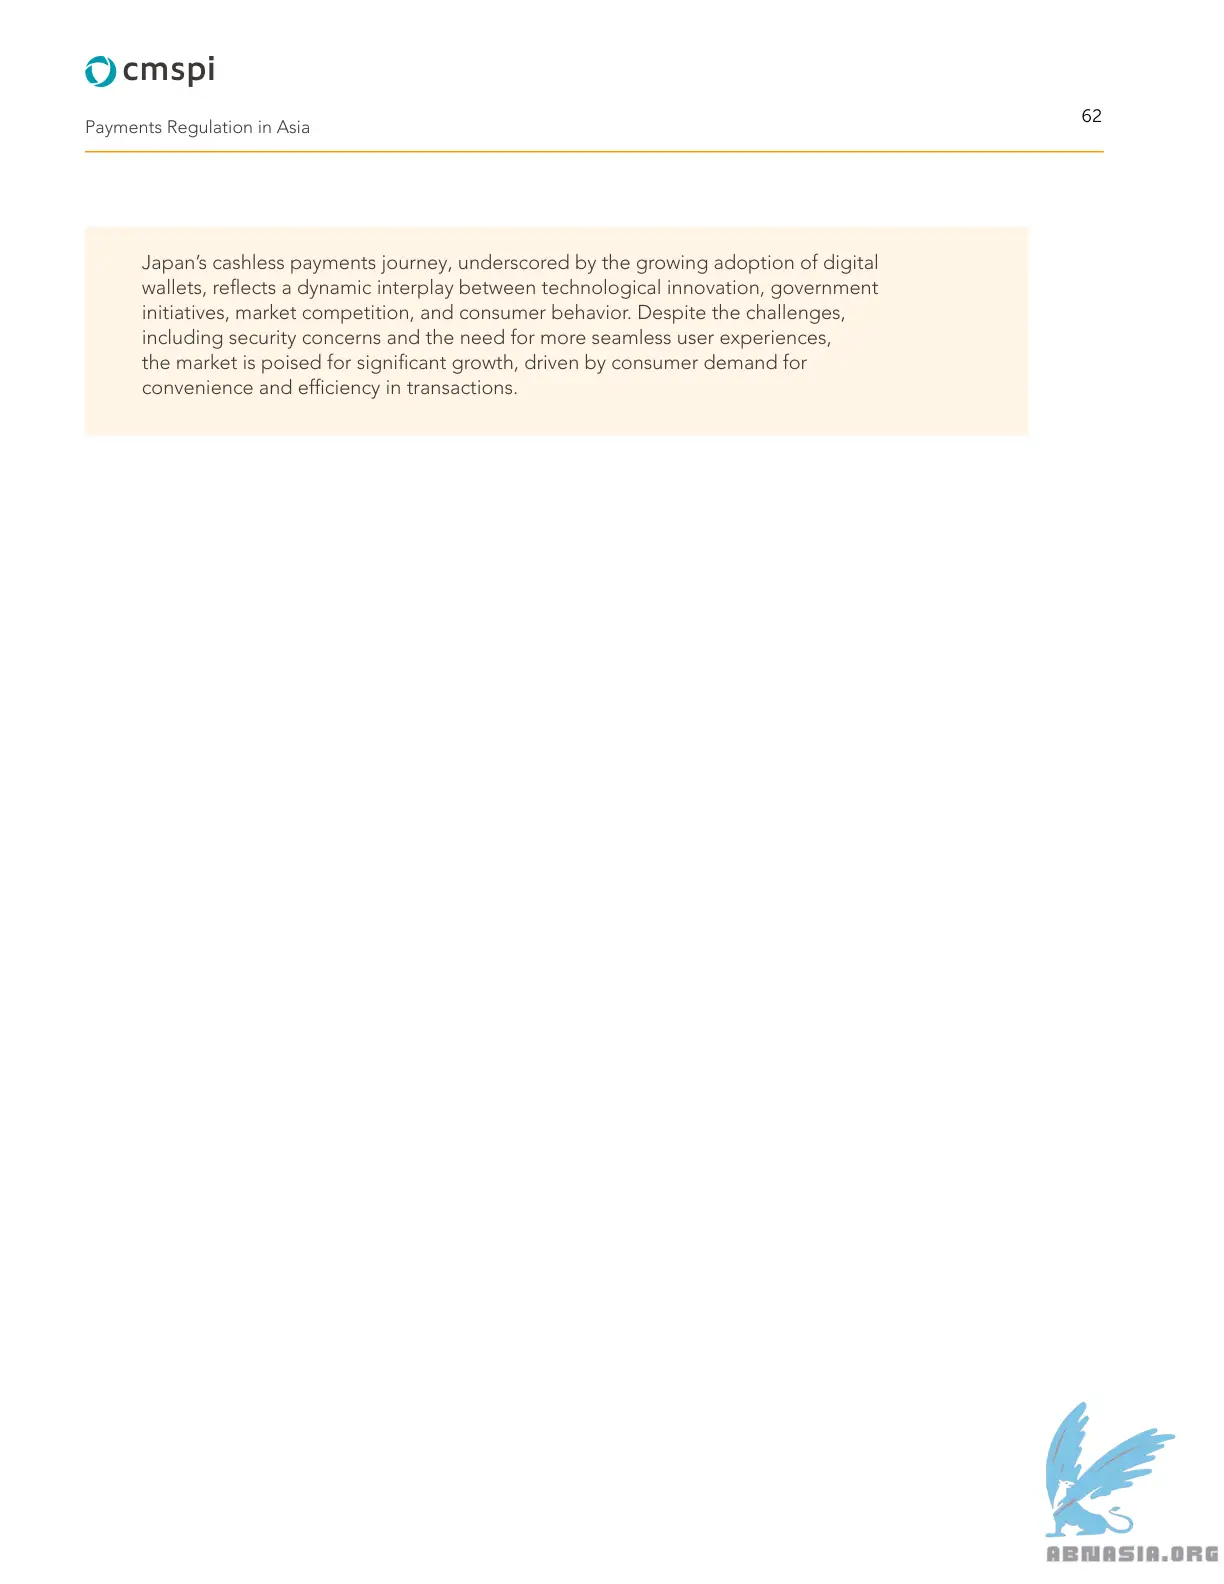 cmspi
62
Payments Regulation in Asia
Japan’s cashless payments journey, underscored by the growing adoption of digital
wallets, reflects a dynamic interplay between technological innovation, government
initiatives, market competition, and consumer behavior. Despite the challenges,
including security concerns and the need for more seamless user experiences,
the market is poised for significant growth, driven by consumer demand for
convenience and efficiency in transactions.
ABNASIA.ORG